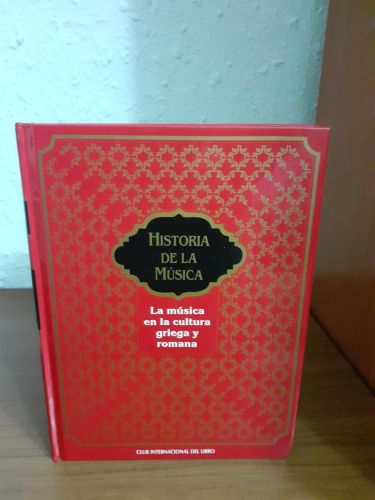 HISTORIA
DE LA
MÚSICA
La música
en la cultura
griega y
romana
CLUB INTERNACIONAL DEL LIBRO